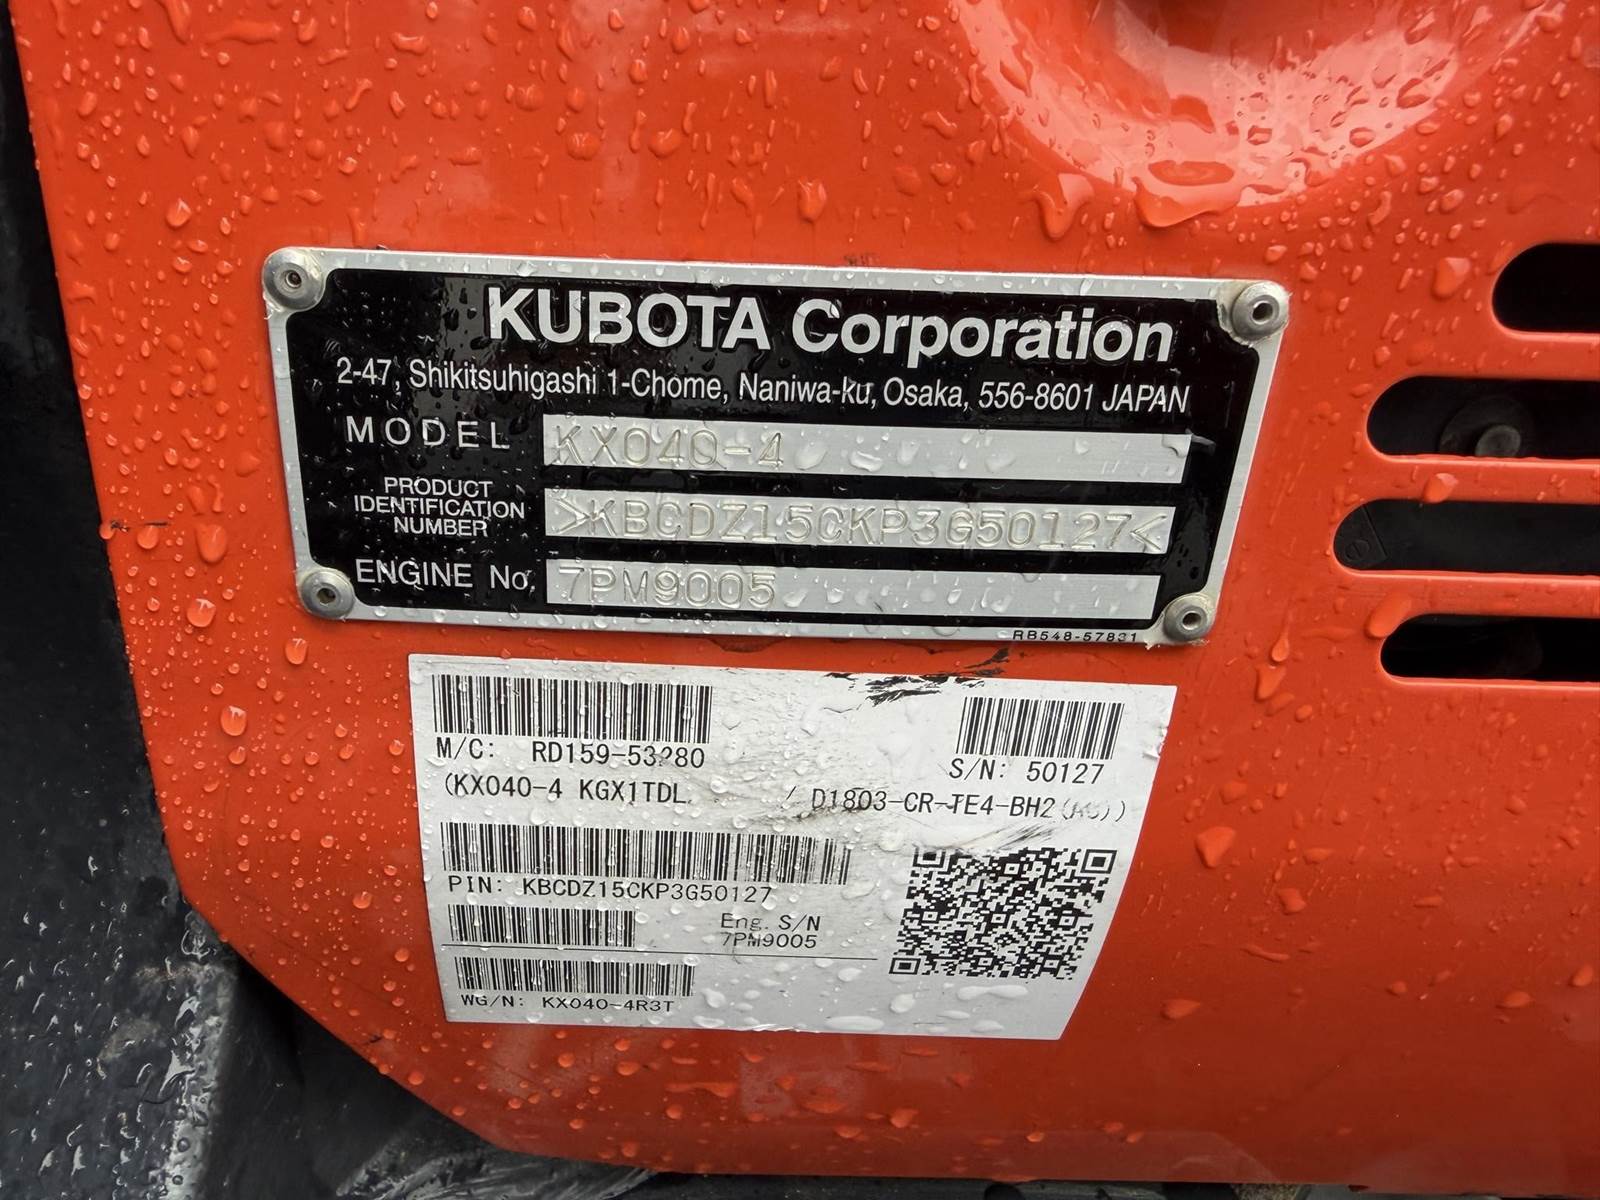 KUBOTA Corporation
2-47, Shikitsuhigashi 1-Chome, Naniwa-ku, Osaka, 556-8601 JAPAN
MODEL KX040-4
PRODUCT IDENTIFICATION NUMBER >KBCDZ15CKP3G50127<
ENGINE No. 7PM9005
RB548-57831
M/C: RD159-53280
S/N: 50127
(KX040-4 KGX1TDL / D1803-CR-TE4-BH2
PIN: KBCDZ15CKP3G50127
Eng. S/N
7PM9005
WG/N: KX040-4R3T